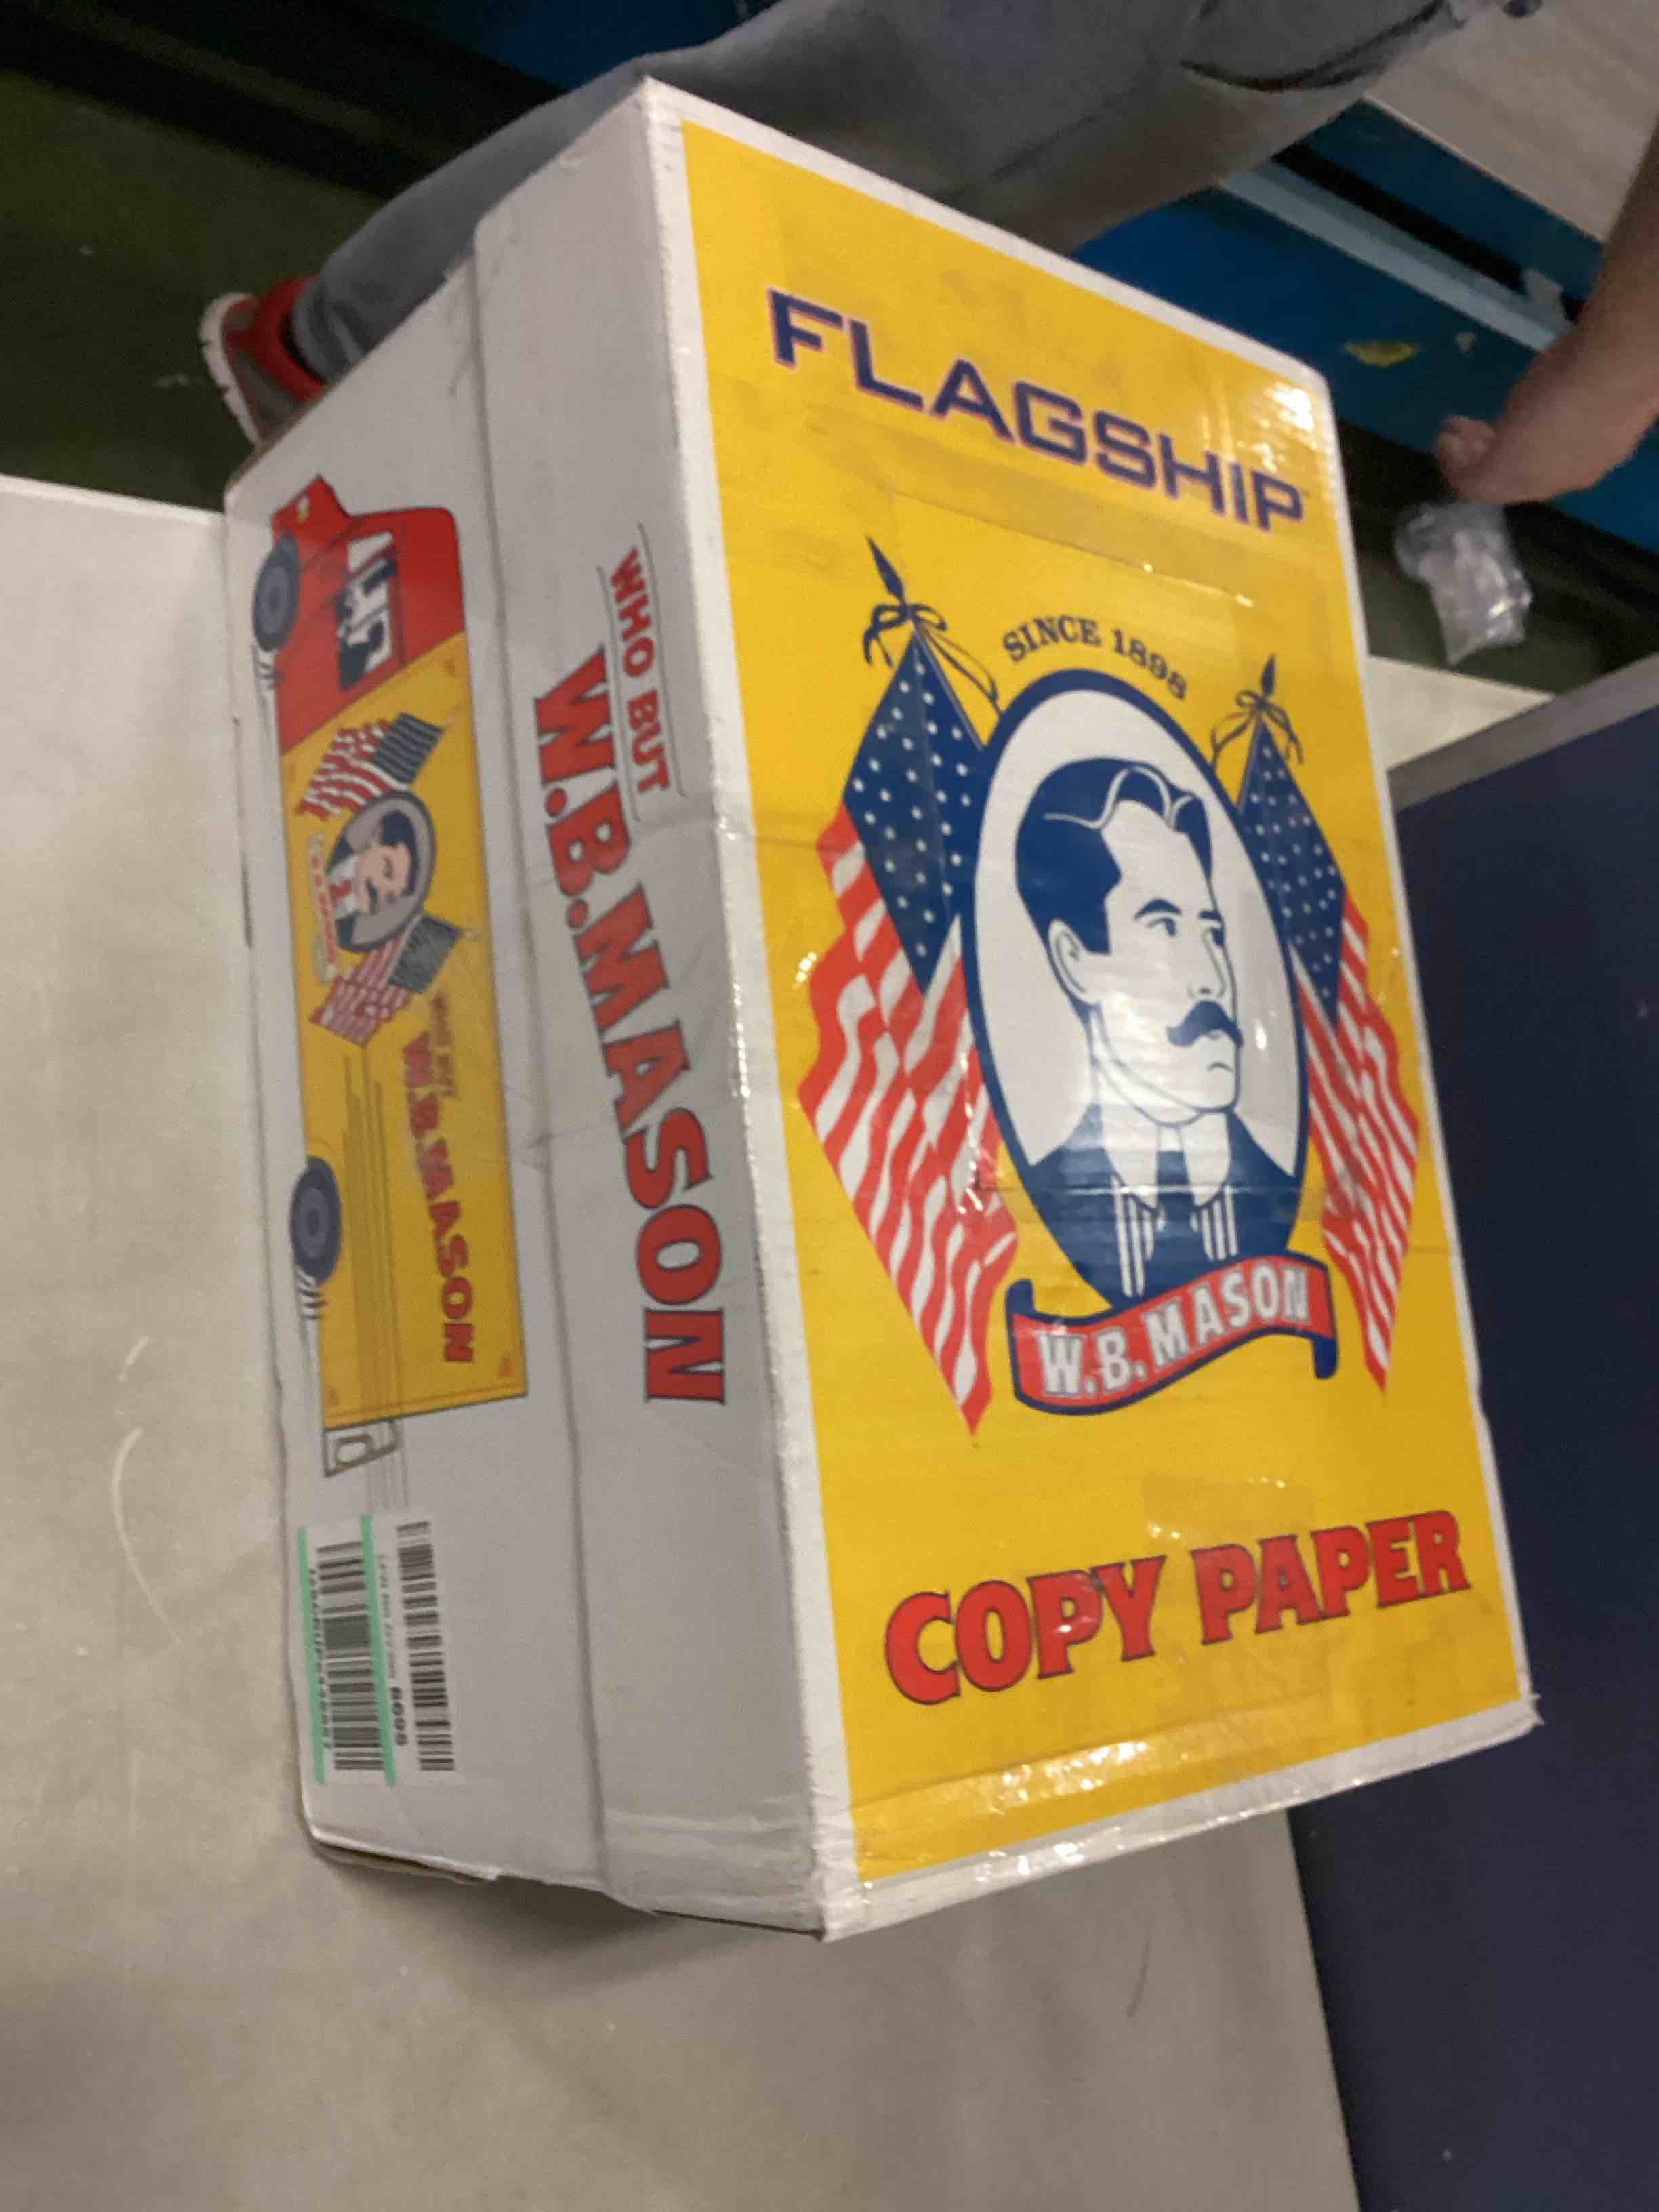 FLAGSHIP
SINCE 1898
W.B. MASON
COPY PAPER
WHO BUT
W.B. MASON
W.B. MASON